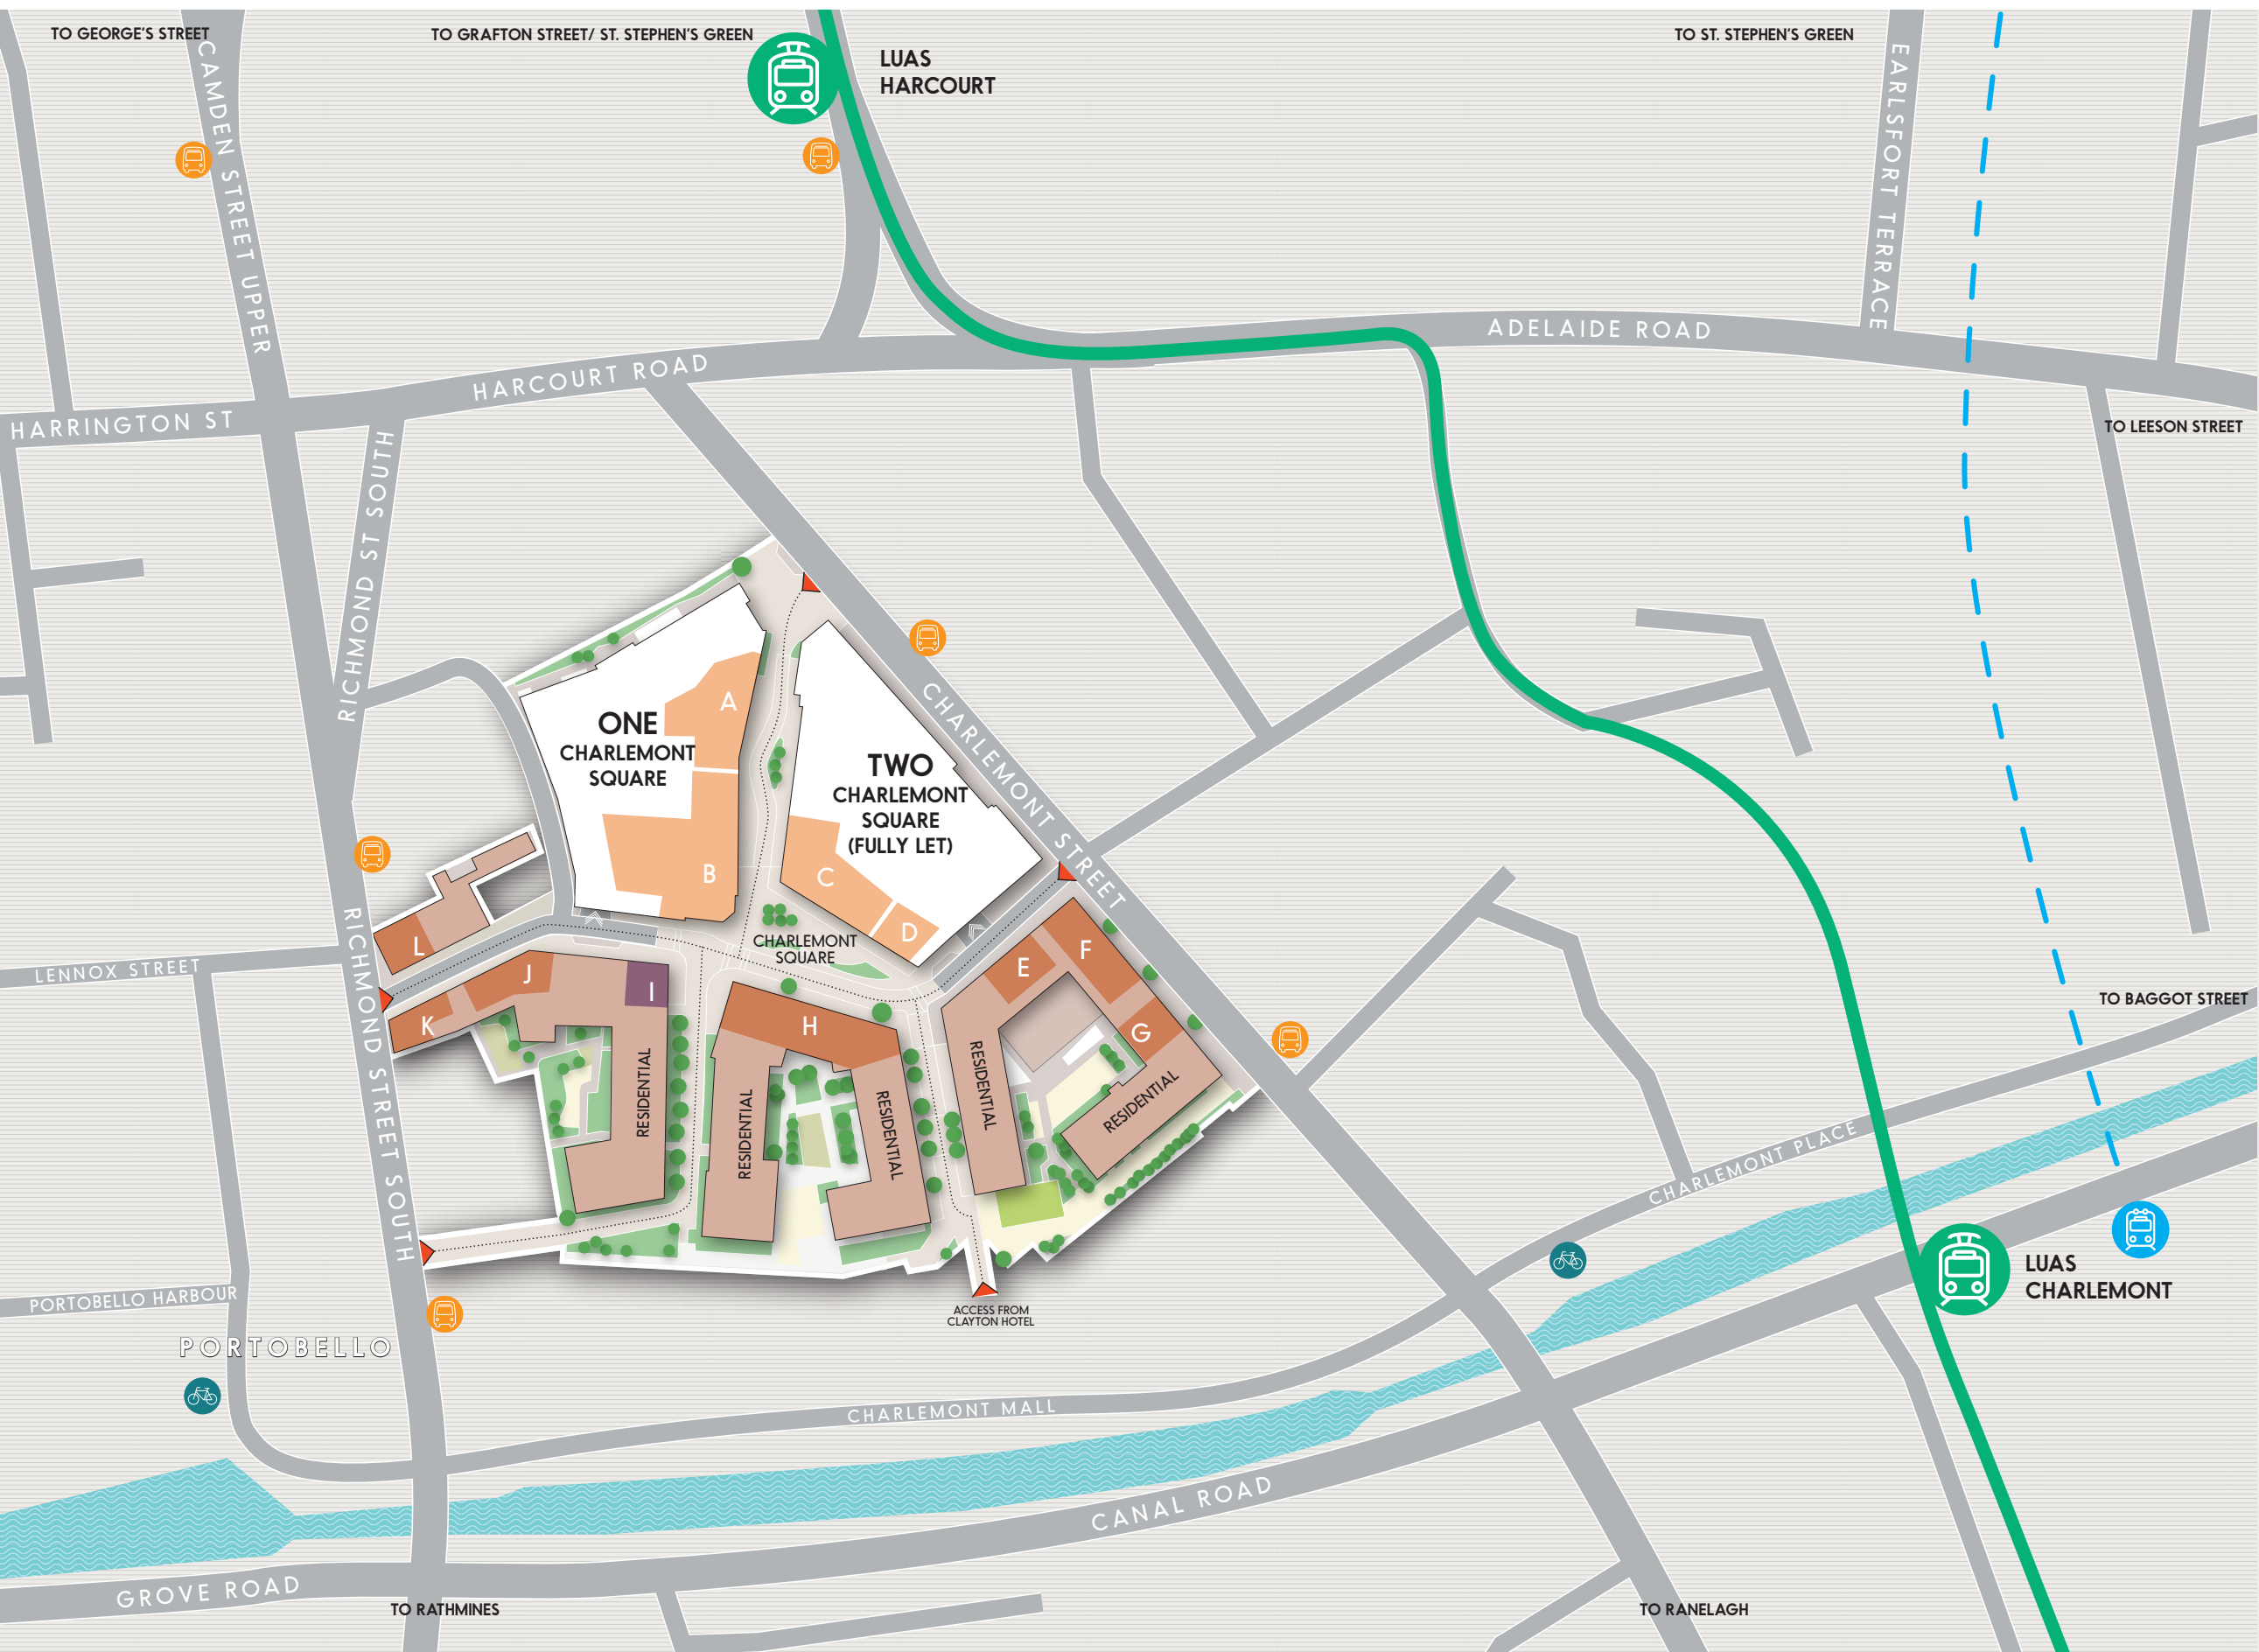 TO GEORGE'S STREET
TO GRAFTON STREET/ ST. STEPHEN'S GREEN
TO ST. STEPHEN'S GREEN
LUAS
HARCOURT
CAMDEN STREET UPPER
EARLSFORT TERRACE
ADELAIDE ROAD
HARCOURT ROAD
HARRINGTON ST
TO LEESON STREET
RICHMOND ST SOUTH
A
ONE
CHARLEMONT
SQUARE
TWO
CHARLEMONT
SQUARE
(FULLY LET)
CHARLEMONT STREET
B
C
D
CHARLEMONT
SQUARE
L
J
I
K
E
F
G
H
LENNOX STREET
RICHMOND STREET SOUTH
TO BAGGOT STREET
RESIDENTIAL
RESIDENTIAL
RESIDENTIAL
RESIDENTIAL
RESIDENTIAL
CHARLEMONT PLACE
LUAS
CHARLEMONT
PORTOBELLO HARBOUR
ACCESS FROM
CLAYTON HOTEL
PORTOBELLO
CHARLEMONT MALL
CANAL ROAD
GROVE ROAD
TO RATHMINES
TO RANELAGH